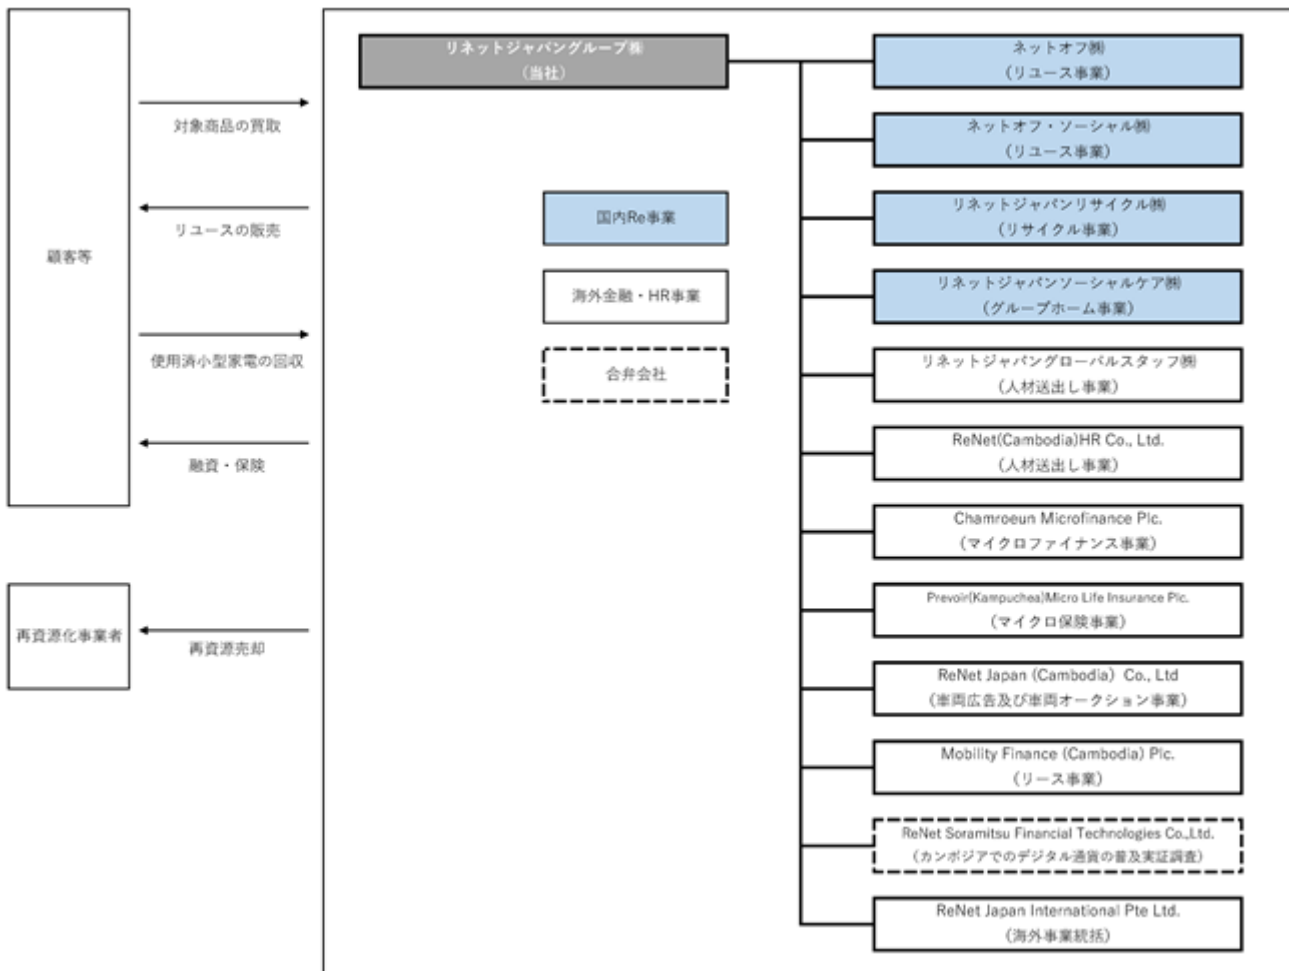 顧客等
対象商品の買取
リユースの販売
使用済小型家電の回収
融資・保険
再資源化事業者
再資源売却
リネットジャパングループ㈱
（当社）
国内Re事業
海外金融・HR事業
合弁会社
ネットオフ㈱
（リユース事業）
ネットオフ・ソーシャル㈱
（リユース事業）
リネットジャパンリサイクル㈱
（リサイクル事業）
リネットジャパンソーシャルケア㈱
（グループホーム事業）
リネットジャパングローバルスタッフ㈱
（人材送出し事業）
ReNet(Cambodia)HR Co., Ltd.
（人材送出し事業）
Chamroeun Microfinance Plc.
（マイクロファイナンス事業）
Prevoir(Kampuchea)Micro Life Insurance Plc.
（マイクロ保険事業）
ReNet Japan (Cambodia) Co., Ltd
（車両広告及び車両オークション事業）
Mobility Finance (Cambodia) Plc.
（リース事業）
ReNet Soramitsu Financial Technologies Co.,Ltd.
（カンボジアでのデジタル通貨の普及実証調査）
ReNet Japan International Pte Ltd.
（海外事業統括）